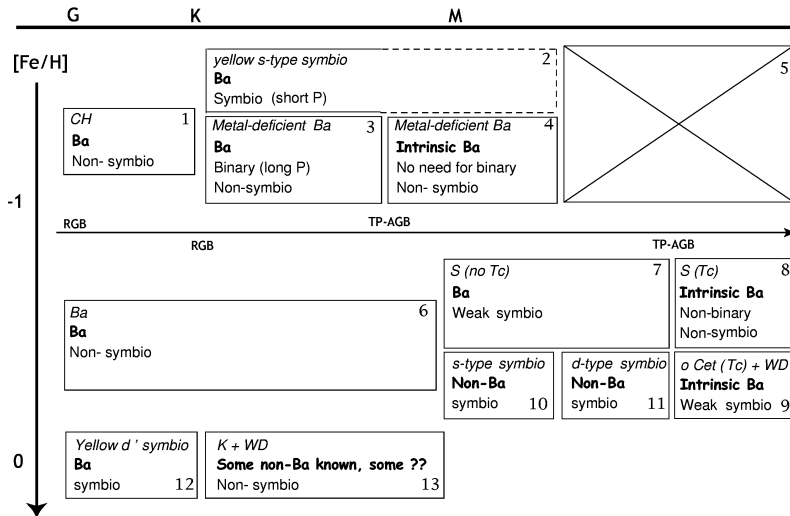 G K M
[Fe/H]
yellow s-type symbio 2
Ba
Symbio (short P)
5
CH 1
Ba
Non- symbio
Metal-deficient Ba 3
Ba
Binary (long P)
Non-symbio
Metal-deficient Ba 4
Intrinsic Ba
No need for binary
Non- symbio
-1
RGB TP-AGB
RGB TP-AGB
S (no Tc) 7
Ba
Weak symbio
S (Tc) 8
Intrinsic Ba
Non-binary
Non-symbio
Ba 6
Ba
Non- symbio
s-type symbio
Non-Ba
symbio 10
d-type symbio
Non-Ba
symbio 11
o Cet (Tc) + WD
Intrinsic Ba
Weak symbio 9
0
Yellow d ' symbio
Ba
symbio 12
K + WD
Some non-Ba known, some ??
Non- symbio 13